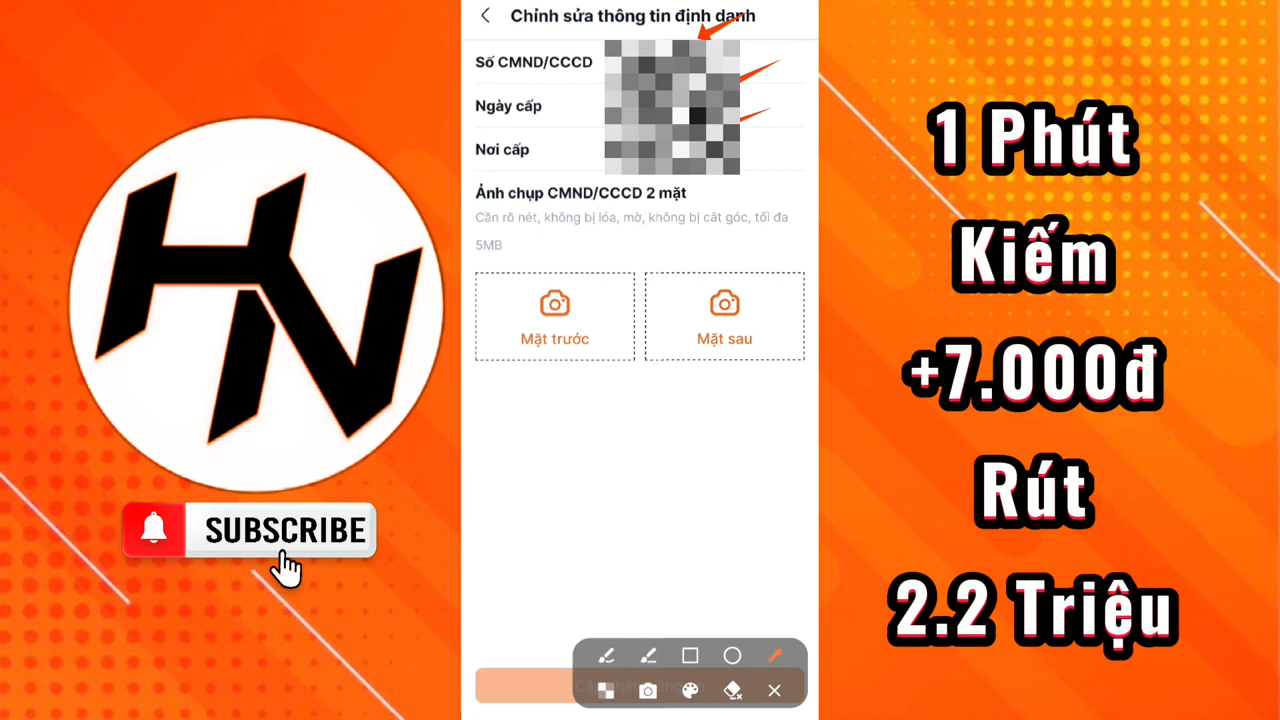 HN
SUBSCRIBE
Chỉnh sửa thông tin định danh
Số CMND/CCCD
Ngày cấp
Nơi cấp
Ảnh chụp CMND/CCCD 2 mặt
Cần rõ nét, không bị lóa, mờ, không bị cắt góc, tối đa
5MB
Mặt trước
Mặt sau
1 Phút
Kiếm
+7.000đ
Rút
2.2 Triệu